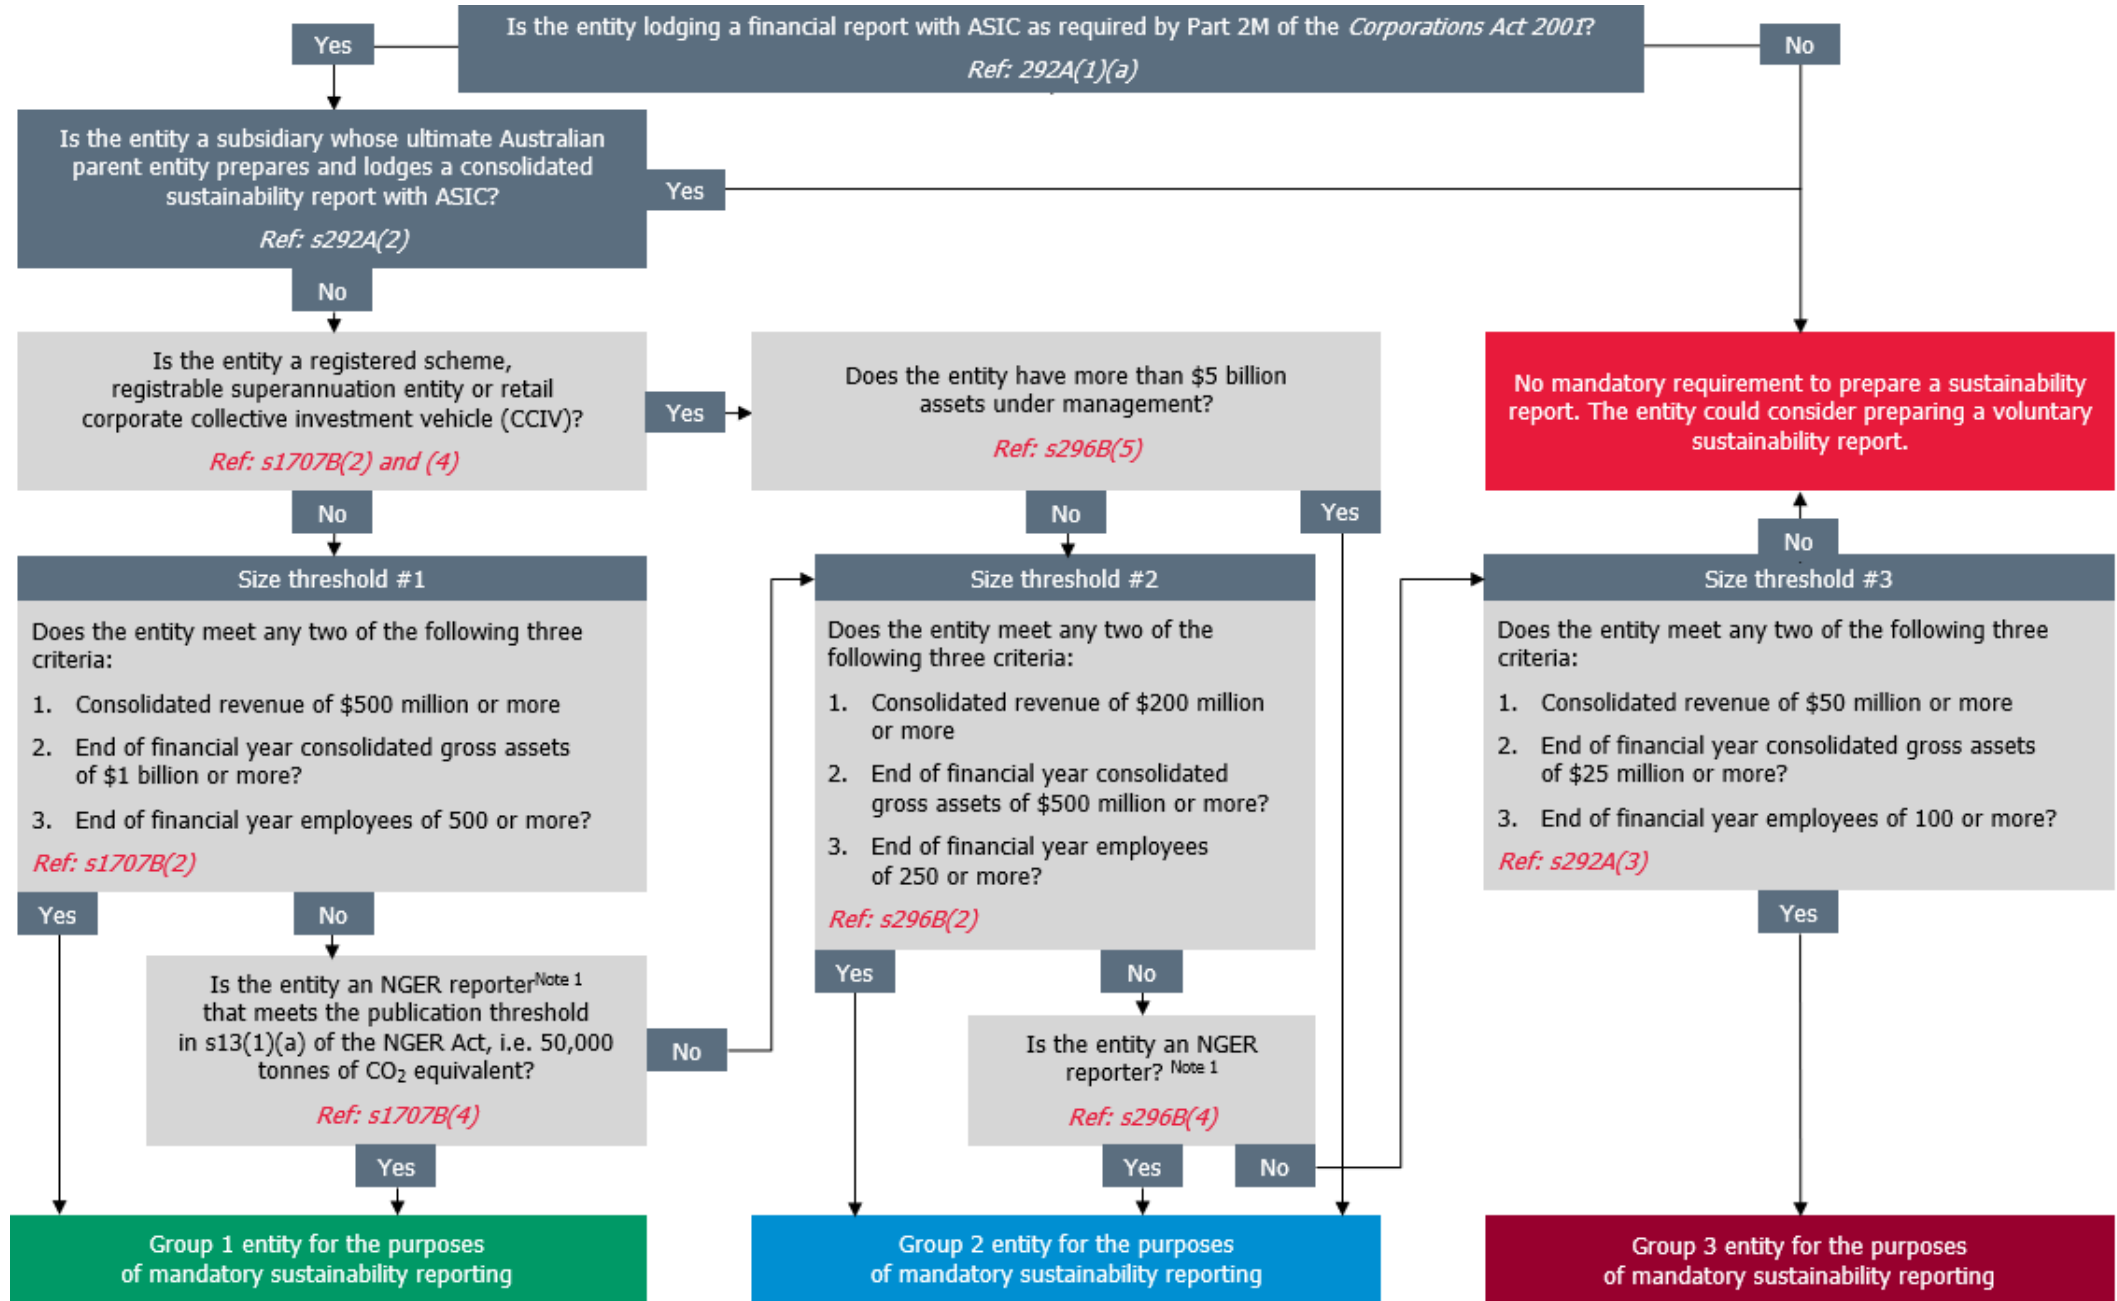 Is the entity lodging a financial report with ASIC as required by Part 2M of the Corporations Act 2001?
Ref: 292A(1)(a)
Yes
No
Is the entity a subsidiary whose ultimate Australian
parent entity prepares and lodges a consolidated
sustainability report with ASIC?
Ref: s292A(2)
Yes
No
Is the entity a registered scheme,
registrable superannuation entity or retail
corporate collective investment vehicle (CCIV)?
Ref: s1707B(2) and (4)
Yes
No
Does the entity have more than $5 billion
assets under management?
Ref: s296B(5)
No
Yes
No mandatory requirement to prepare a sustainability
report. The entity could consider preparing a voluntary
sustainability report.
No
Size threshold #1
Does the entity meet any two of the following three
criteria:
1. Consolidated revenue of $500 million or more
2. End of financial year consolidated gross assets
of $1 billion or more?
3. End of financial year employees of 500 or more?
Ref: s1707B(2)
Yes
No
Is the entity an NGER reporter Note 1
that meets the publication threshold
in s13(1)(a) of the NGER Act, i.e. 50,000
tonnes of CO₂ equivalent?
Ref: s1707B(4)
No
Yes
Size threshold #2
Does the entity meet any two of the
following three criteria:
1. Consolidated revenue of $200 million
or more
2. End of financial year consolidated
gross assets of $500 million or more?
3. End of financial year employees
of 250 or more?
Ref: s296B(2)
Yes
No
Is the entity an NGER
reporter? Note 1
Ref: s296B(4)
Yes
No
Size threshold #3
Does the entity meet any two of the following three
criteria:
1. Consolidated revenue of $50 million or more
2. End of financial year consolidated gross assets
of $25 million or more?
3. End of financial year employees of 100 or more?
Ref: s292A(3)
Yes
Group 1 entity for the purposes
of mandatory sustainability reporting
Group 2 entity for the purposes
of mandatory sustainability reporting
Group 3 entity for the purposes
of mandatory sustainability reporting